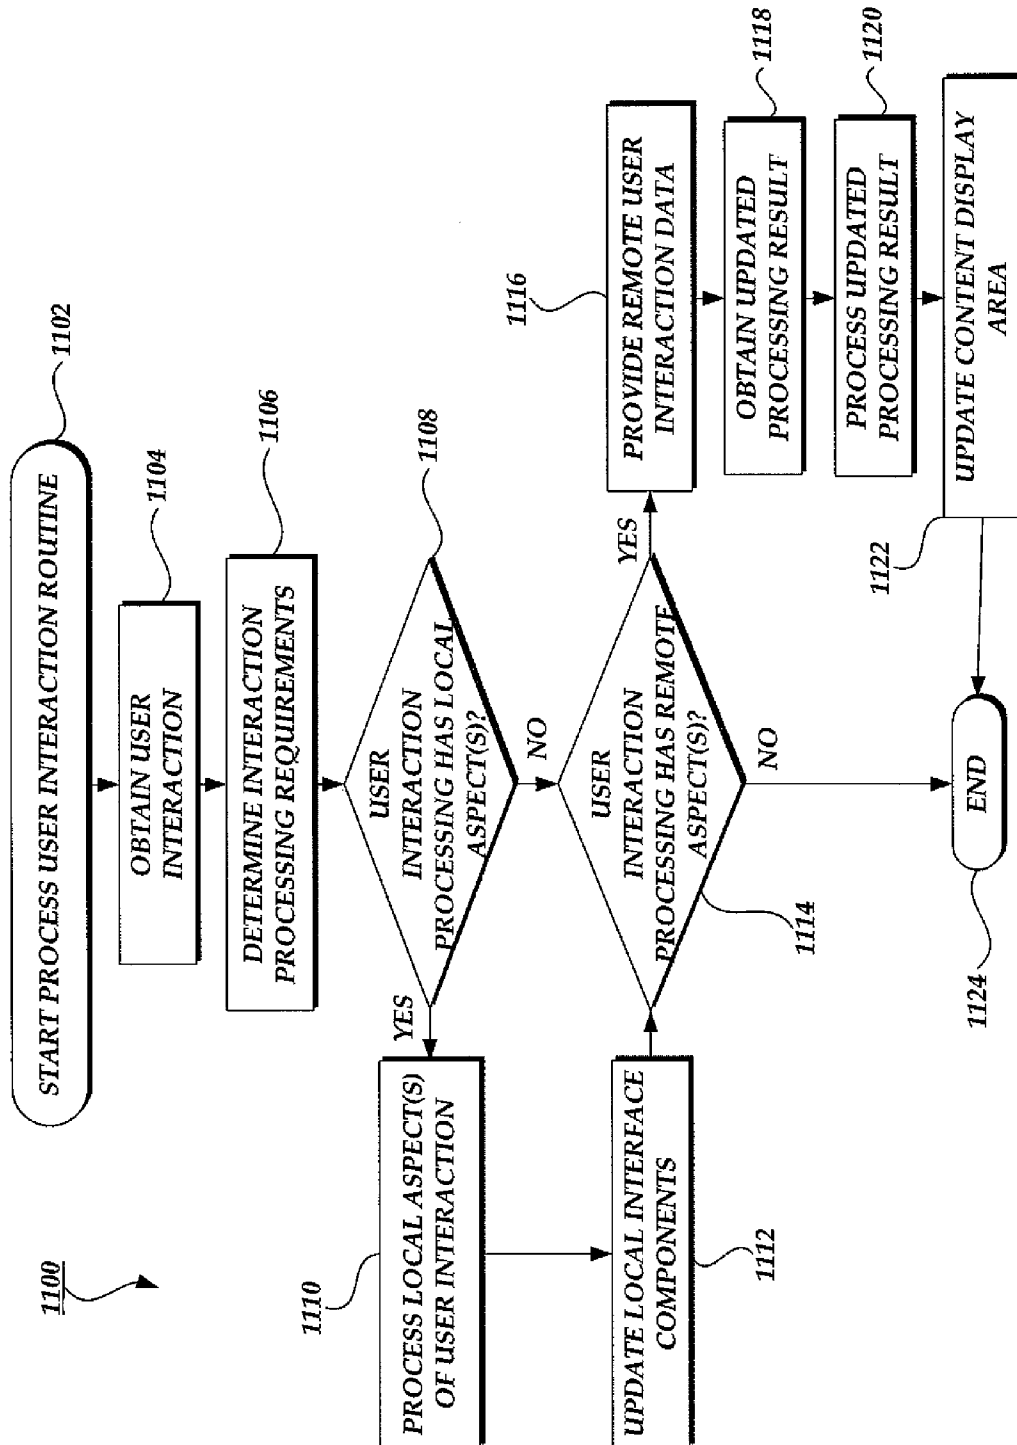 1100
START PROCESS USER INTERACTION ROUTINE
1102
OBTAIN USER
INTERACTION
1104
DETERMINE INTERACTION
PROCESSING REQUIREMENTS
1106
USER
INTERACTION
PROCESSING HAS LOCAL
ASPECT(S)?
1108
YES
NO
PROCESS LOCAL ASPECT(S)
OF USER INTERACTION
1110
UPDATE LOCAL INTERFACE
COMPONENTS
1112
USER
INTERACTION
PROCESSING HAS REMOTE
ASPECT(S)?
1114
YES
NO
PROVIDE REMOTE USER
INTERACTION DATA
1116
OBTAIN UPDATED
PROCESSING RESULT
1118
PROCESS UPDATED
PROCESSING RESULT
1120
UPDATE CONTENT DISPLAY
AREA
1122
END
1124